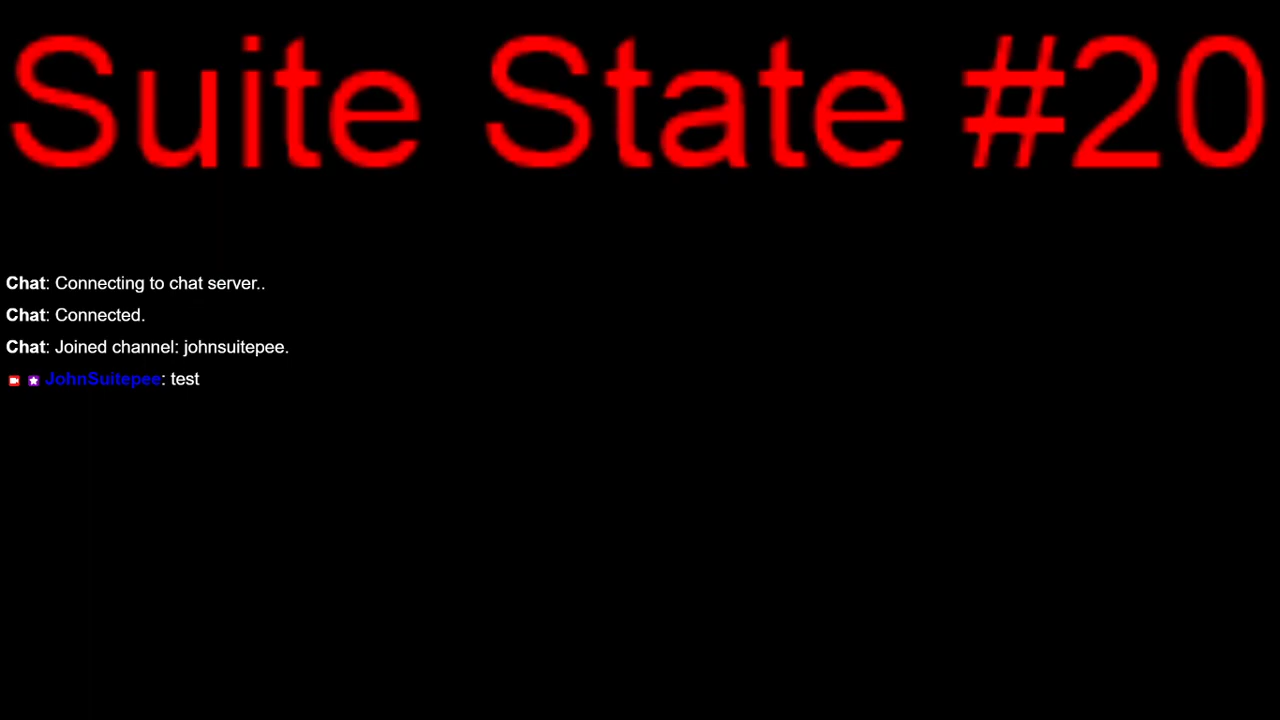 Suite State #20
Chat: Connecting to chat server..
Chat: Connected.
Chat: Joined channel: johnsuitepee.
JohnSuitepee: test